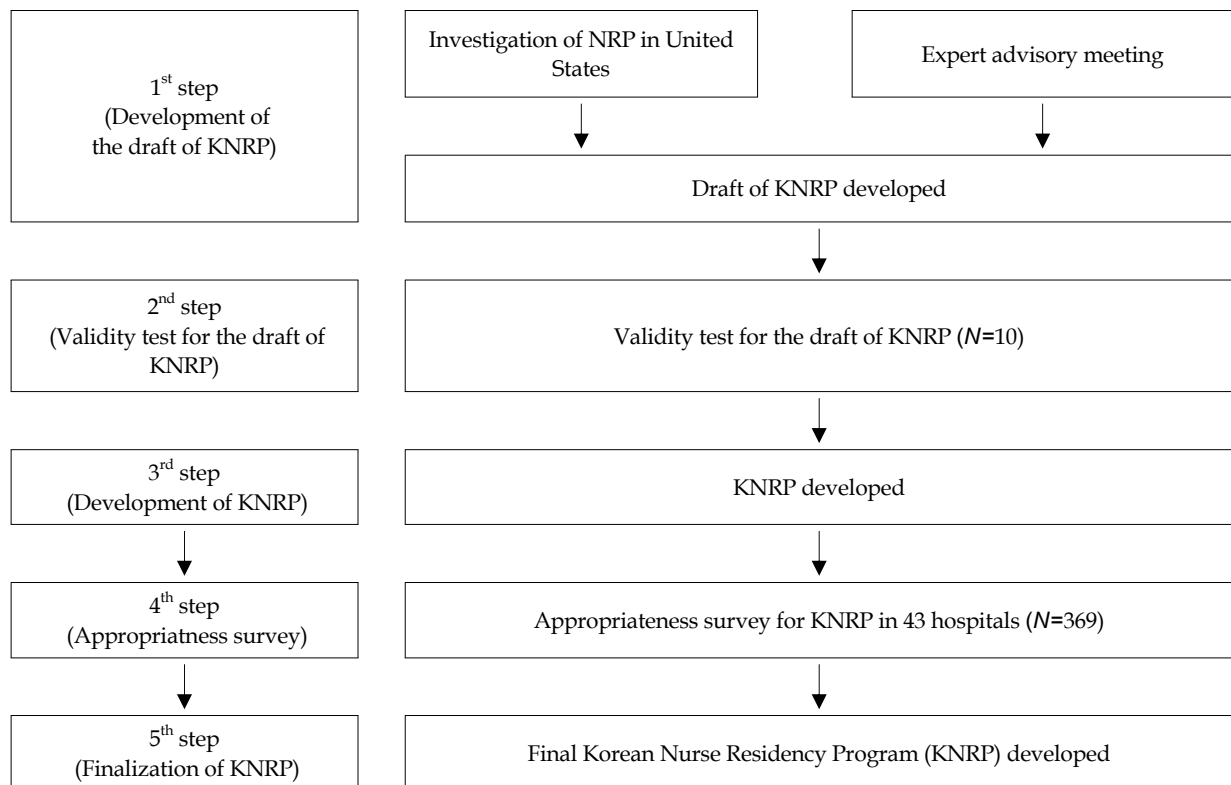 1st step
(Development of
the draft of KNRP)
Investigation of NRP in United
States
Expert advisory meeting
Draft of KNRP developed
2nd step
(Validity test for the draft of
KNRP)
Validity test for the draft of KNRP (N=10)
3rd step
(Development of KNRP)
KNRP developed
4th step
(Appropriatness survey)
Appropriateness survey for KNRP in 43 hospitals (N=369)
5th step
(Finalization of KNRP)
Final Korean Nurse Residency Program (KNRP) developed